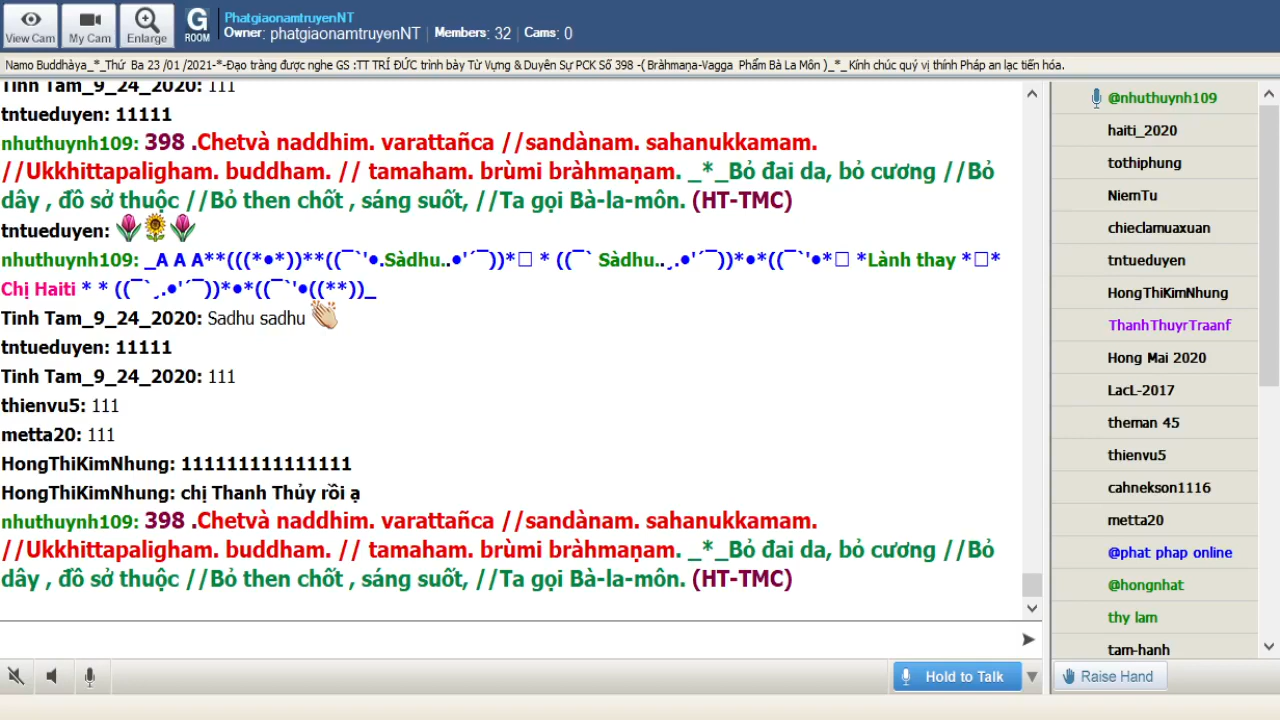 View Cam
My Cam
Enlarge
G
ROOM
PhatgiaonamtruyenNT
Owner: phatgiaonamtruyenNT | Members: 32 | Cams: 0
Namo Buddhàya_*_Thứ Ba 23 /01 /2021-*-Đạo tràng được nghe GS :TT TRÍ ĐỨC trình bày Từ Vựng & Duyên Sự PCK Số 398 -( Bràhmaṇa-Vagga Phẩm Bà La Môn )_*_ Kính chúc quý vị thính Pháp an lạc tiến hóa.
Tinh Tam_9_24_2020: 111
tntueduyen: 11111
nhuthuynh109: 398 .Chetvà naddhim. varattañca //sandànam. sahanukkamam.
//Ukkhittapaligham. buddham. // tamaham. brùmi bràhmaṇam. _*_Bỏ đai da, bỏ cương //Bỏ
dây , đồ sở thuộc //Bỏ then chốt , sáng suốt, //Ta gọi Bà-la-môn. (HT-TMC)
tntueduyen:
nhuthuynh109: _A A A**(((*•*))**((¯`'•.Sàdhu..•'´¯))*□ * ((¯` Sàdhu..¸.•'´¯))*•*((¯`'•*□ *Lành thay *□*
Chị Haiti * * ((¯`¸.•'´¯))*•*((¯`'•((**))_
Tinh Tam_9_24_2020: Sadhu sadhu
tntueduyen: 11111
Tinh Tam_9_24_2020: 111
thienvu5: 111
metta20: 111
HongThiKimNhung: 111111111111111
HongThiKimNhung: chị Thanh Thủy rồi ạ
nhuthuynh109: 398 .Chetvà naddhim. varattañca //sandànam. sahanukkamam.
//Ukkhittapaligham. buddham. // tamaham. brùmi bràhmaṇam. _*_Bỏ đai da, bỏ cương //Bỏ
dây , đồ sở thuộc //Bỏ then chốt , sáng suốt, //Ta gọi Bà-la-môn. (HT-TMC)
@nhuthuynh109
haiti_2020
tothiphung
NiemTu
chieclamuaxuan
tntueduyen
HongThiKimNhung
ThanhThuyrTraanf
Hong Mai 2020
LacL-2017
theman 45
thienvu5
cahnekson1116
metta20
@phat phap online
@hongnhat
thy lam
tam-hanh
Hold to Talk
Raise Hand